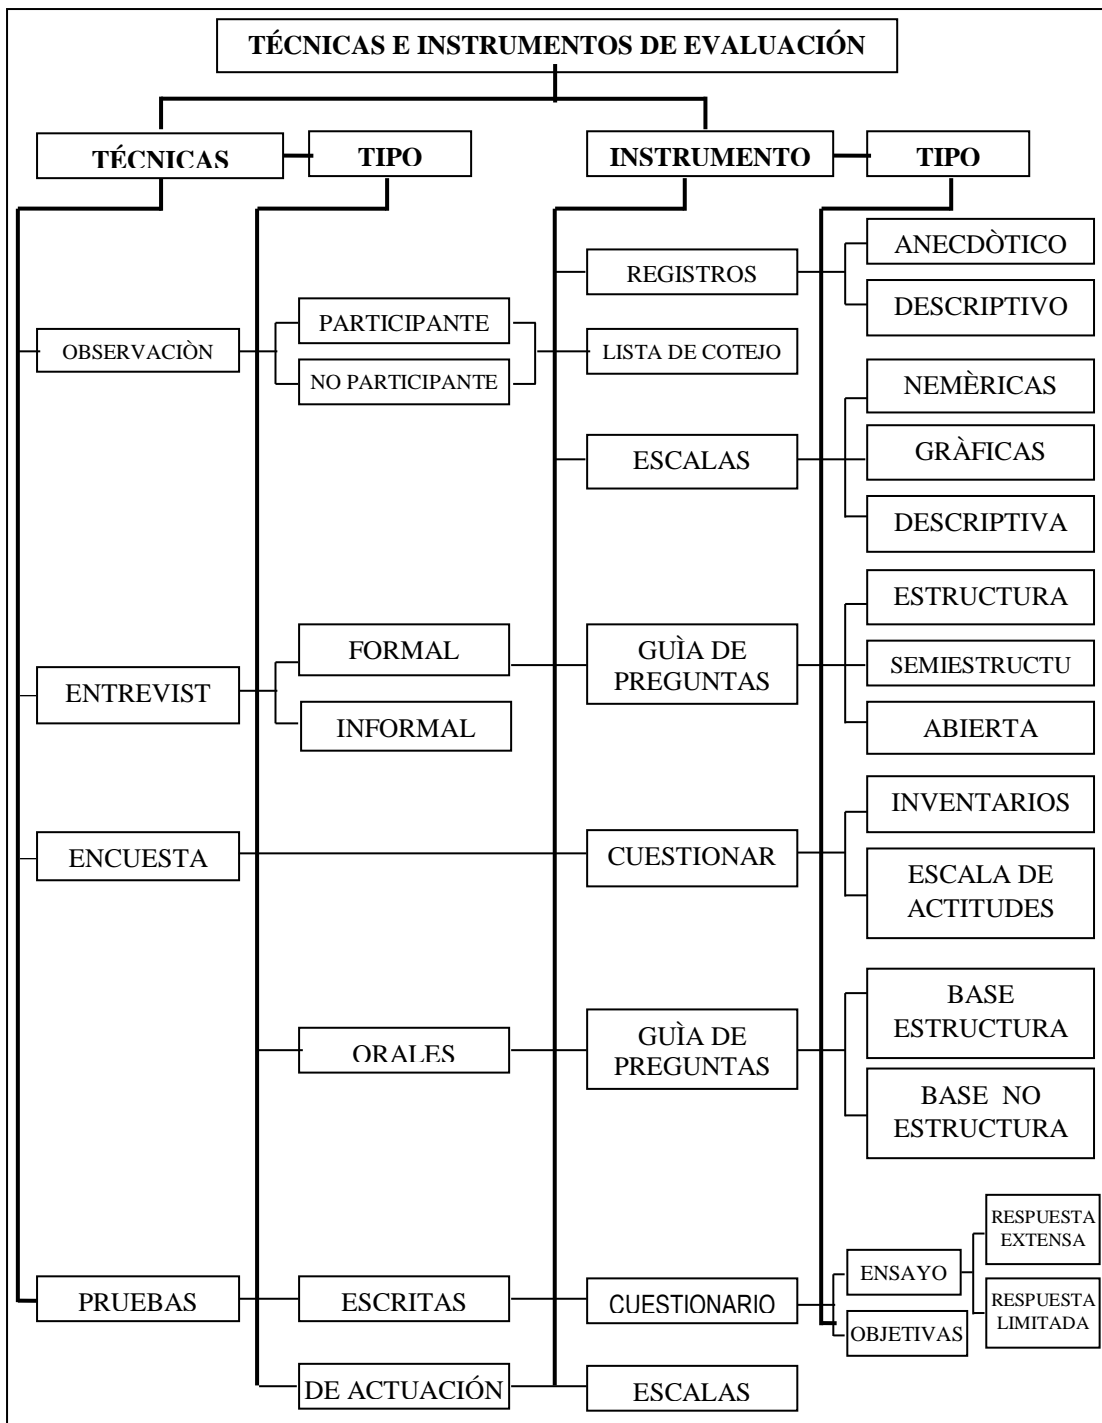 TÉCNICAS E INSTRUMENTOS DE EVALUACIÓN
TÉCNICAS
TIPO
INSTRUMENTO
TIPO
REGISTROS
ANECDÒTICO
DESCRIPTIVO
OBSERVACIÒN
PARTICIPANTE
NO PARTICIPANTE
LISTA DE COTEJO
ESCALAS
NEMÈRICAS
GRÀFICAS
DESCRIPTIVA
ENTREVIST
FORMAL
INFORMAL
GUÌA DE
PREGUNTAS
ESTRUCTURA
SEMIESTRUCTU
ABIERTA
ENCUESTA
CUESTIONAR
INVENTARIOS
ESCALA DE
ACTITUDES
ORALES
GUÌA DE
PREGUNTAS
BASE
ESTRUCTURA
BASE NO
ESTRUCTURA
PRUEBAS
ESCRITAS
CUESTIONARIO
ENSAYO
RESPUESTA
EXTENSA
RESPUESTA
LIMITADA
OBJETIVAS
DE ACTUACIÓN
ESCALAS